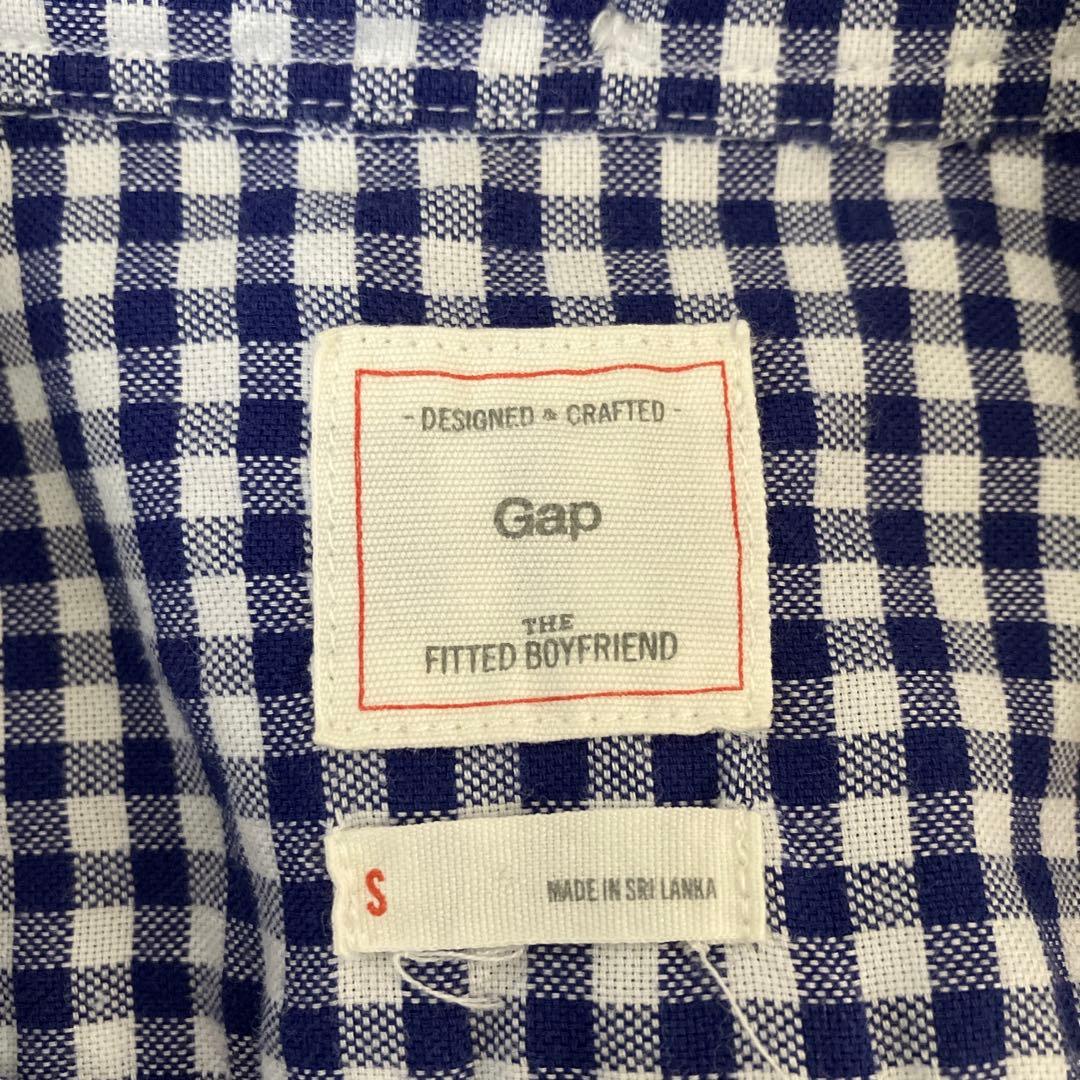 - DESIGNED & CRAFTED -
Gap
THE
FITTED BOYFRIEND
S
MADE IN SRI LANKA